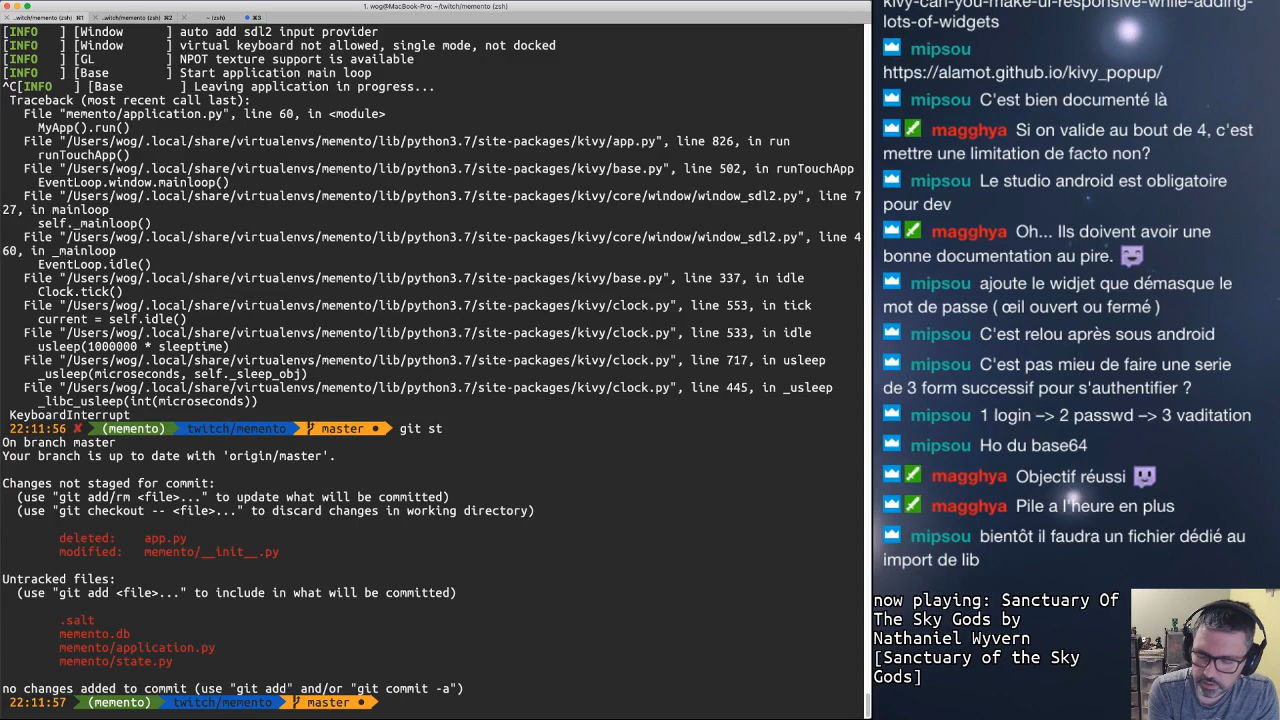 1. wog@MacBook-Pro: ~/twitch/memento (zsh)
..witch/memento (zsh) ⌘1 ..witch/memento (zsh) ⌘2 ~ (zsh) ⌘3
[INFO   ] [Window      ] auto add sdl2 input provider
[INFO   ] [Window      ] virtual keyboard not allowed, single mode, not docked
[INFO   ] [GL          ] NPOT texture support is available
[INFO   ] [Base        ] Start application main loop
^C[INFO   ] [Base        ] Leaving application in progress...
Traceback (most recent call last):
File "memento/application.py", line 60, in <module>
MyApp().run()
File "/Users/wog/.local/share/virtualenvs/memento/lib/python3.7/site-packages/kivy/app.py", line 826, in run
runTouchApp()
File "/Users/wog/.local/share/virtualenvs/memento/lib/python3.7/site-packages/kivy/base.py", line 502, in runTouchApp
EventLoop.window.mainloop()
File "/Users/wog/.local/share/virtualenvs/memento/lib/python3.7/site-packages/kivy/core/window/window_sdl2.py", line 7
27, in mainloop
self._mainloop()
File "/Users/wog/.local/share/virtualenvs/memento/lib/python3.7/site-packages/kivy/core/window/window_sdl2.py", line 4
60, in _mainloop
EventLoop.idle()
File "/Users/wog/.local/share/virtualenvs/memento/lib/python3.7/site-packages/kivy/base.py", line 337, in idle
Clock.tick()
File "/Users/wog/.local/share/virtualenvs/memento/lib/python3.7/site-packages/kivy/clock.py", line 553, in tick
current = self.idle()
File "/Users/wog/.local/share/virtualenvs/memento/lib/python3.7/site-packages/kivy/clock.py", line 533, in idle
usleep(1000000 * sleeptime)
File "/Users/wog/.local/share/virtualenvs/memento/lib/python3.7/site-packages/kivy/clock.py", line 717, in usleep
_usleep(microseconds, self._sleep_obj)
File "/Users/wog/.local/share/virtualenvs/memento/lib/python3.7/site-packages/kivy/clock.py", line 445, in _usleep
_libc_usleep(int(microseconds))
KeyboardInterrupt
22:11:56 ✘ (memento) twitch/memento master ● git st
On branch master
Your branch is up to date with 'origin/master'.
Changes not staged for commit:
(use "git add/rm <file>..." to update what will be committed)
(use "git checkout -- <file>..." to discard changes in working directory)
deleted:    app.py
modified:   memento/__init__.py
Untracked files:
(use "git add <file>..." to include in what will be committed)
.salt
memento.db
memento/application.py
memento/state.py
no changes added to commit (use "git add" and/or "git commit -a")
22:11:57 (memento) twitch/memento master ●
kivy-can-you-make-ui-responsive-while-adding-
lots-of-widgets
mipsou
https://alamot.github.io/kivy_popup/
mipsou C'est bien documenté là
magghya Si on valide au bout de 4, c'est
mettre une limitation de facto non?
mipsou Le studio android est obligatoire
pour dev
magghya Oh... Ils doivent avoir une
bonne documentation au pire.
mipsou ajoute le widjet que démasque le
mot de passe ( œil ouvert ou fermé )
mipsou C'est relou après sous android
mipsou C'est pas mieu de faire une serie
de 3 form successif pour s'authentifier ?
mipsou 1 login –> 2 passwd –> 3 vaditation
mipsou Ho du base64
magghya Objectif réussi
magghya Pile a l'heure en plus
mipsou bientôt il faudra un fichier dédié au
import de lib
now playing: Sanctuary Of
The Sky Gods by
Nathaniel Wyvern
[Sanctuary of the Sky
Gods]